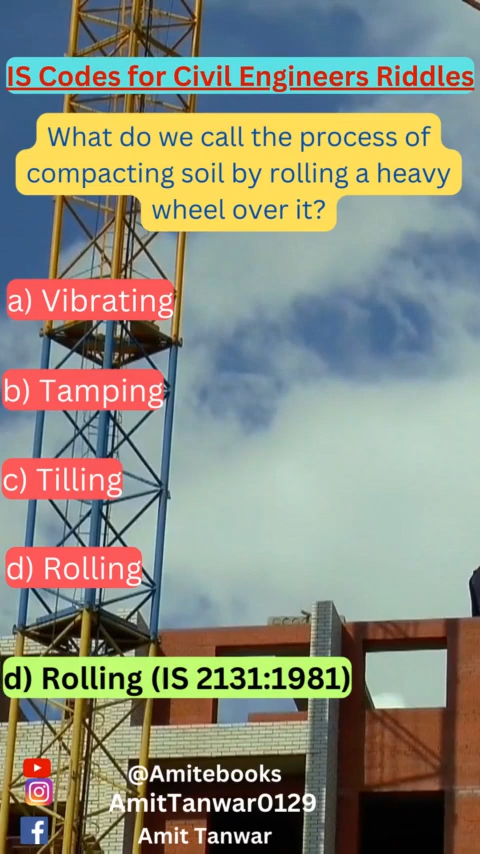 IS Codes for Civil Engineers Riddles
What do we call the process of
compacting soil by rolling a heavy
wheel over it?
a) Vibrating
b) Tamping
c) Tilling
d) Rolling
d) Rolling (IS 2131:1981)
@Amitebooks
AmitTanwar0129
Amit Tanwar